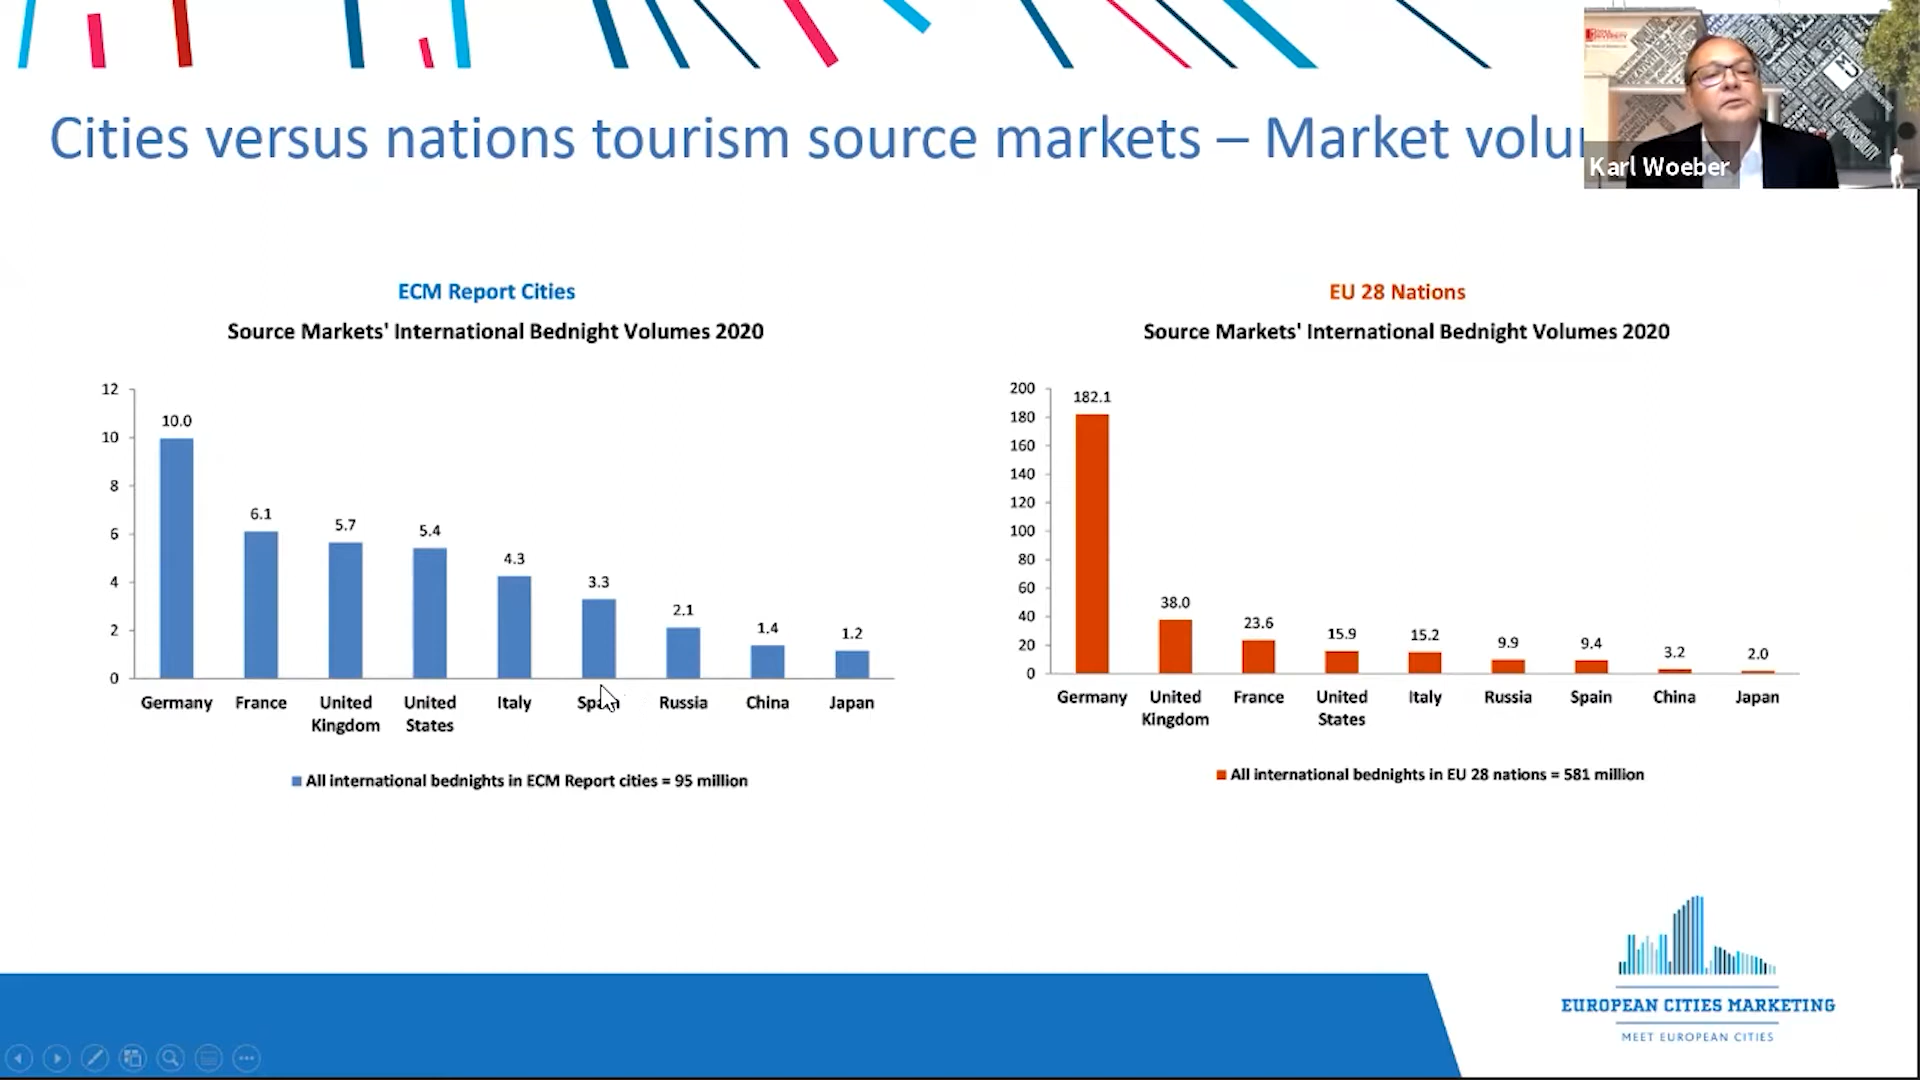 Cities versus nations tourism source markets – Market volu
Karl Woeber
ECM Report Cities
Source Markets' International Bednight Volumes 2020
12
10
8
6
4
2
0
10.0
6.1
5.7
5.4
4.3
3.3
2.1
1.4
1.2
Germany
France
United Kingdom
United States
Italy
Spain
Russia
China
Japan
All international bednights in ECM Report cities = 95 million
EU 28 Nations
Source Markets' International Bednight Volumes 2020
200
180
160
140
120
100
80
60
40
20
0
182.1
38.0
23.6
15.9
15.2
9.9
9.4
3.2
2.0
Germany
United Kingdom
France
United States
Italy
Russia
Spain
China
Japan
All international bednights in EU 28 nations = 581 million
EUROPEAN CITIES MARKETING
MEET EUROPEAN CITIES